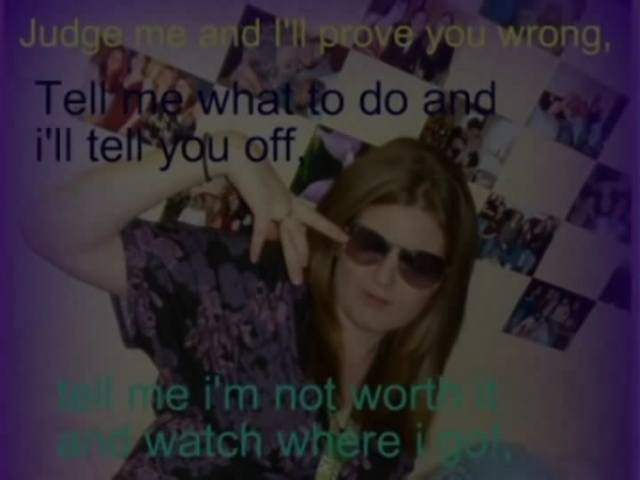 Judge me and I'll prove you wrong,
Tell me what to do and
i'll tell you off,
tell me i'm not worth it
and watch where i go!,